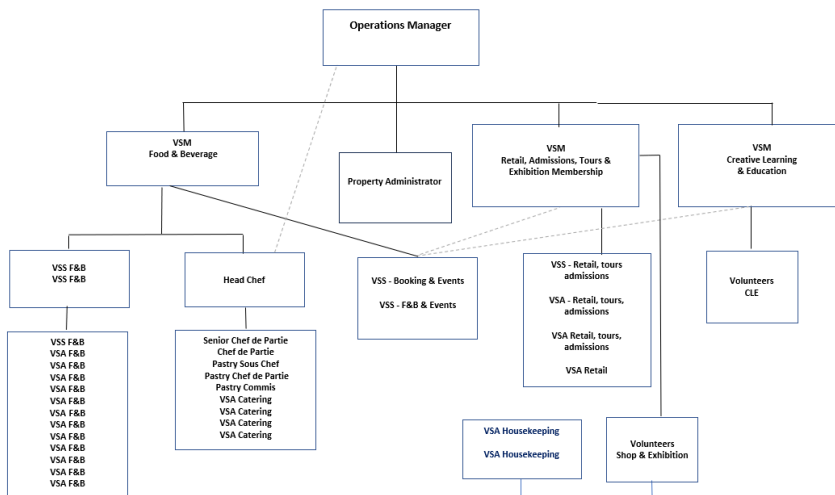 Operations Manager
VSM
Food & Beverage
Property Administrator
VSM
Retail, Admissions, Tours &
Exhibition Membership
VSM
Creative Learning
& Education
VSS F&B
VSS F&B
Head Chef
VSS - Booking & Events
VSS - F&B & Events
VSS - Retail, tours
admissions
VSA - Retail, tours,
admissions
VSA Retail, tours,
admissions
VSA Retail
Volunteers
CLE
VSS F&B
VSA F&B
VSA F&B
VSA F&B
VSA F&B
VSA F&B
VSA F&B
VSA F&B
VSA F&B
VSA F&B
VSA F&B
VSA F&B
VSA F&B
Senior Chef de Partie
Chef de Partie
Pastry Sous Chef
Pastry Chef de Partie
Pastry Commis
VSA Catering
VSA Catering
VSA Catering
VSA Catering
VSA Housekeeping
VSA Housekeeping
Volunteers
Shop & Exhibition